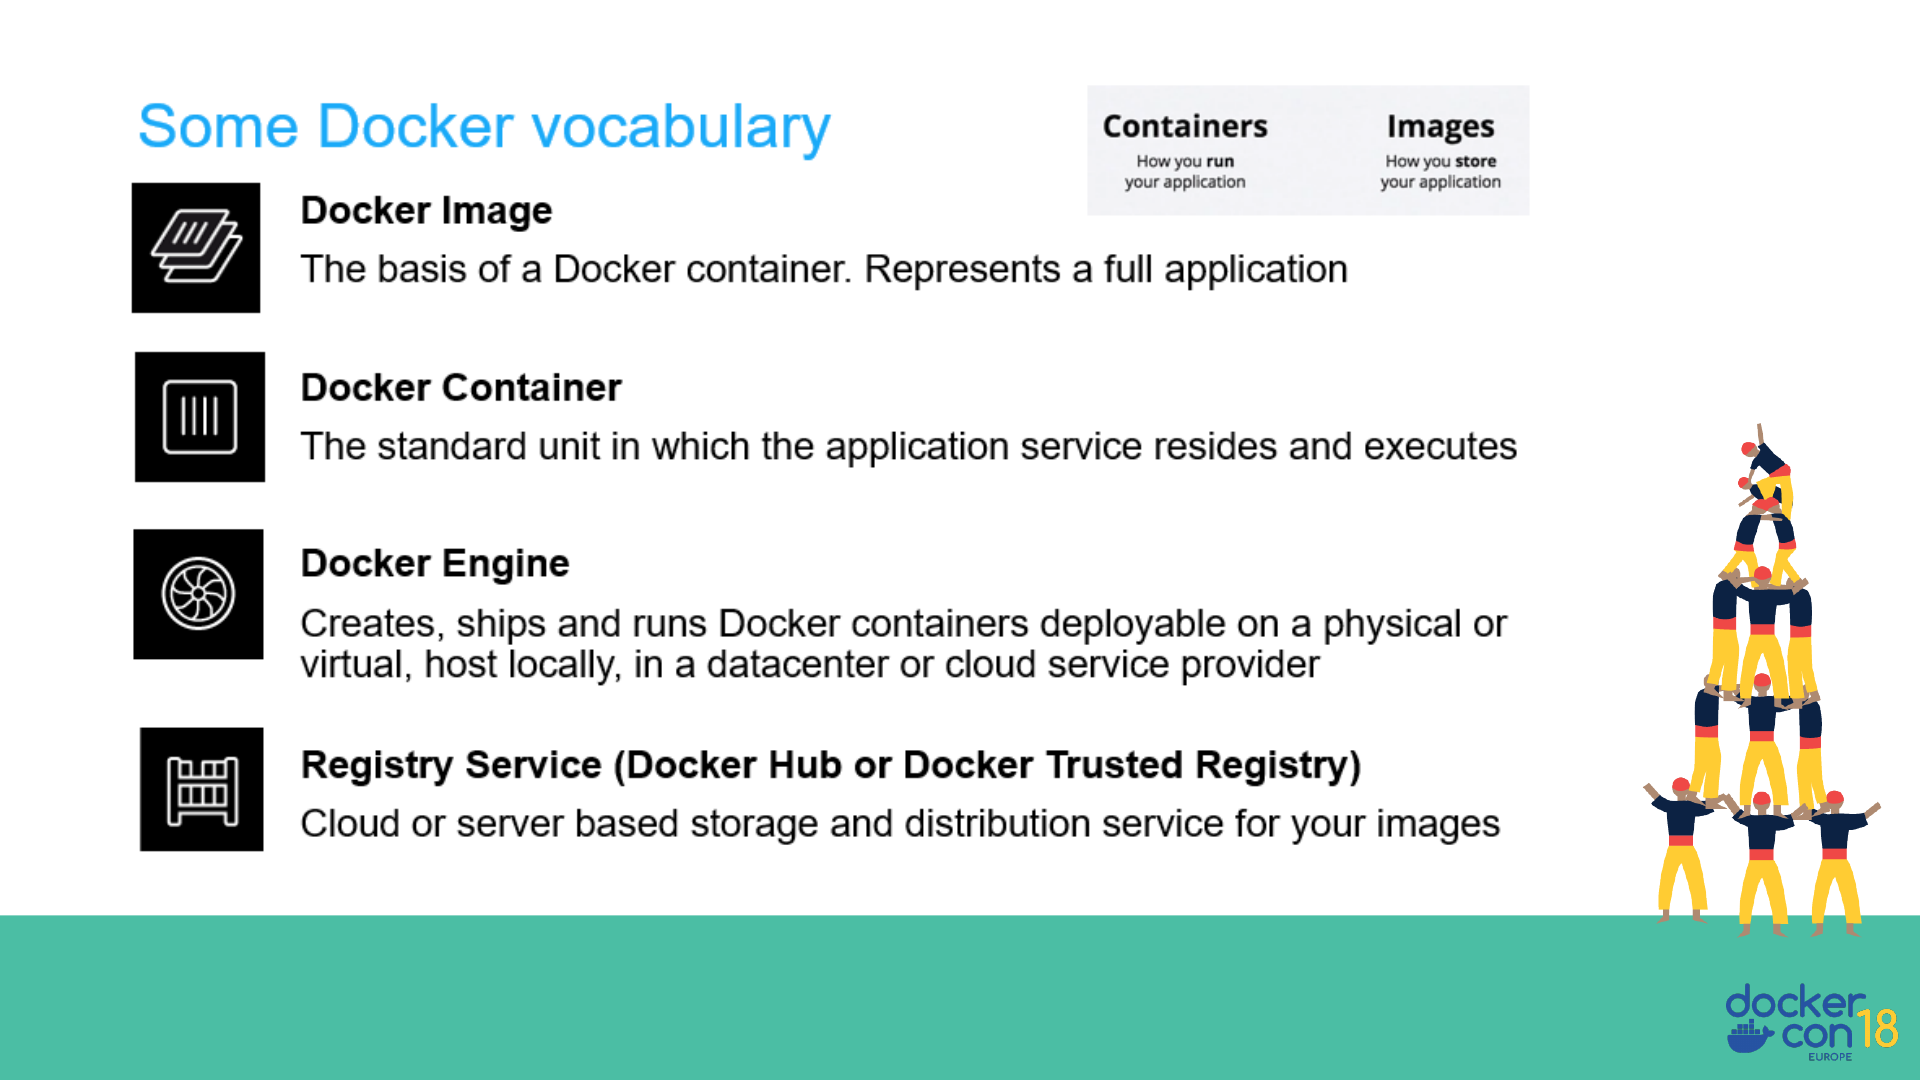 Some Docker vocabulary
Containers
How you run
your application
Images
How you store
your application
Docker Image
The basis of a Docker container. Represents a full application
Docker Container
The standard unit in which the application service resides and executes
Docker Engine
Creates, ships and runs Docker containers deployable on a physical or
virtual, host locally, in a datacenter or cloud service provider
Registry Service (Docker Hub or Docker Trusted Registry)
Cloud or server based storage and distribution service for your images
docker
con 18
EUROPE